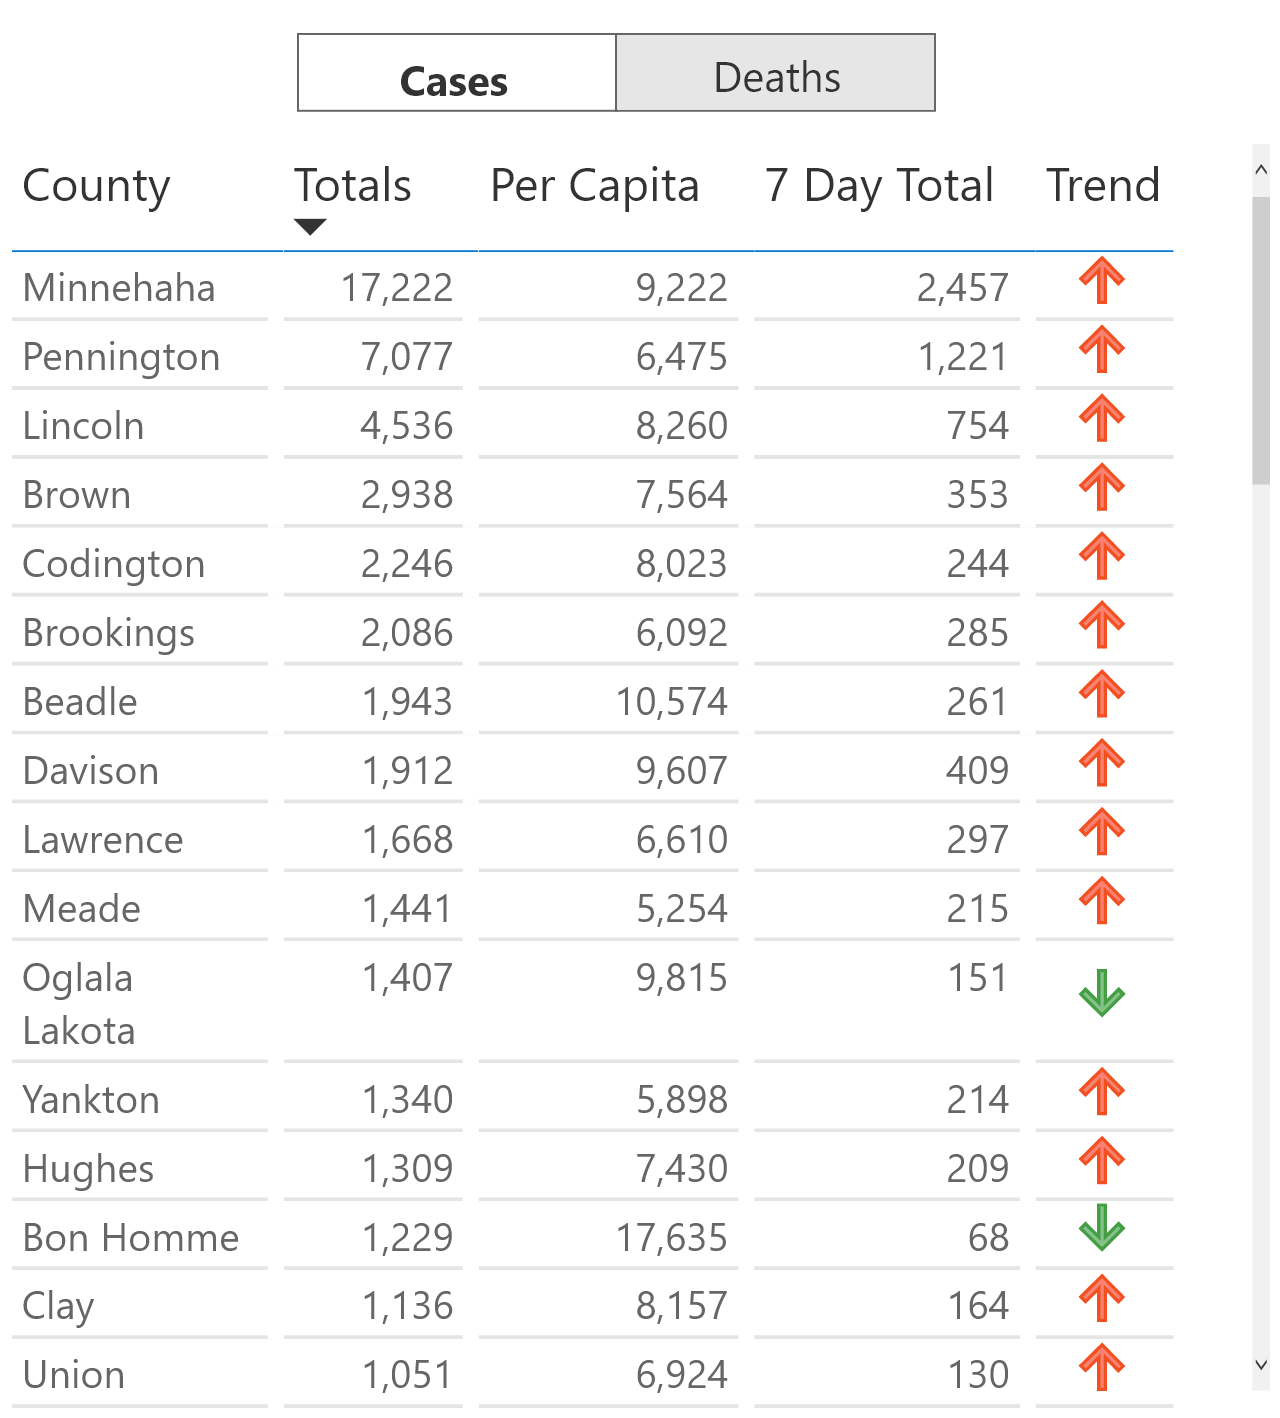 Cases Deaths
County Totals Per Capita 7 Day Total Trend
Minnehaha 17,222 9,222 2,457
Pennington 7,077 6,475 1,221
Lincoln 4,536 8,260 754
Brown 2,938 7,564 353
Codington 2,246 8,023 244
Brookings 2,086 6,092 285
Beadle 1,943 10,574 261
Davison 1,912 9,607 409
Lawrence 1,668 6,610 297
Meade 1,441 5,254 215
Oglala 1,407 9,815 151
Lakota
Yankton 1,340 5,898 214
Hughes 1,309 7,430 209
Bon Homme 1,229 17,635 68
Clay 1,136 8,157 164
Union 1,051 6,924 130